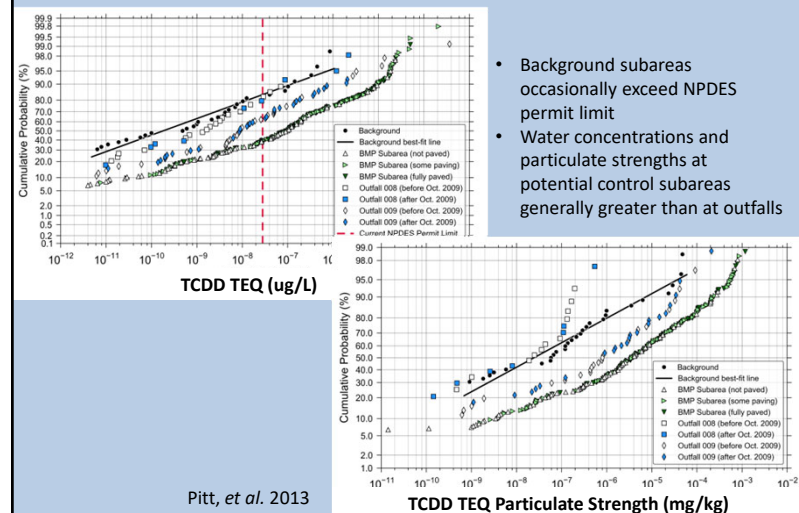 Cumulative Probability (%)
99.9
99.8
99.5
99.0
98.0
95.0
90.0
80.0
70.0
60.0
50.0
40.0
30.0
20.0
10.0
5.0
2.0
1.0
0.5
0.2
0.1
Background
Background best-fit line
BMP Subarea (not paved)
BMP Subarea (some paving)
BMP Subarea (fully paved)
Outfall 008 (before Oct. 2009)
Outfall 008 (after Oct. 2009)
Outfall 009 (before Oct. 2009)
Outfall 009 (after Oct. 2009)
Current NPDES Permit Limit
10⁻¹² 10⁻¹¹ 10⁻¹⁰ 10⁻⁹ 10⁻⁸ 10⁻⁷
TCDD TEQ (ug/L)
• Background subareas
occasionally exceed NPDES
permit limit
• Water concentrations and
particulate strengths at
potential control subareas
generally greater than at outfalls
Cumulative Probability (%)
99.0
98.0
95.0
90.0
80.0
70.0
60.0
50.0
40.0
30.0
20.0
10.0
5.0
2.0
1.0
Background
Background best-fit line
BMP Subarea (not paved)
BMP Subarea (some paving)
BMP Subarea (fully paved)
Outfall 008 (before Oct. 2009)
Outfall 008 (after Oct. 2009)
Outfall 009 (before Oct. 2009)
Outfall 009 (after Oct. 2009)
10⁻¹¹ 10⁻¹⁰ 10⁻⁹ 10⁻⁸ 10⁻⁷ 10⁻⁶ 10⁻⁵ 10⁻⁴ 10⁻³ 10⁻²
TCDD TEQ Particulate Strength (mg/kg)
Pitt, et al. 2013